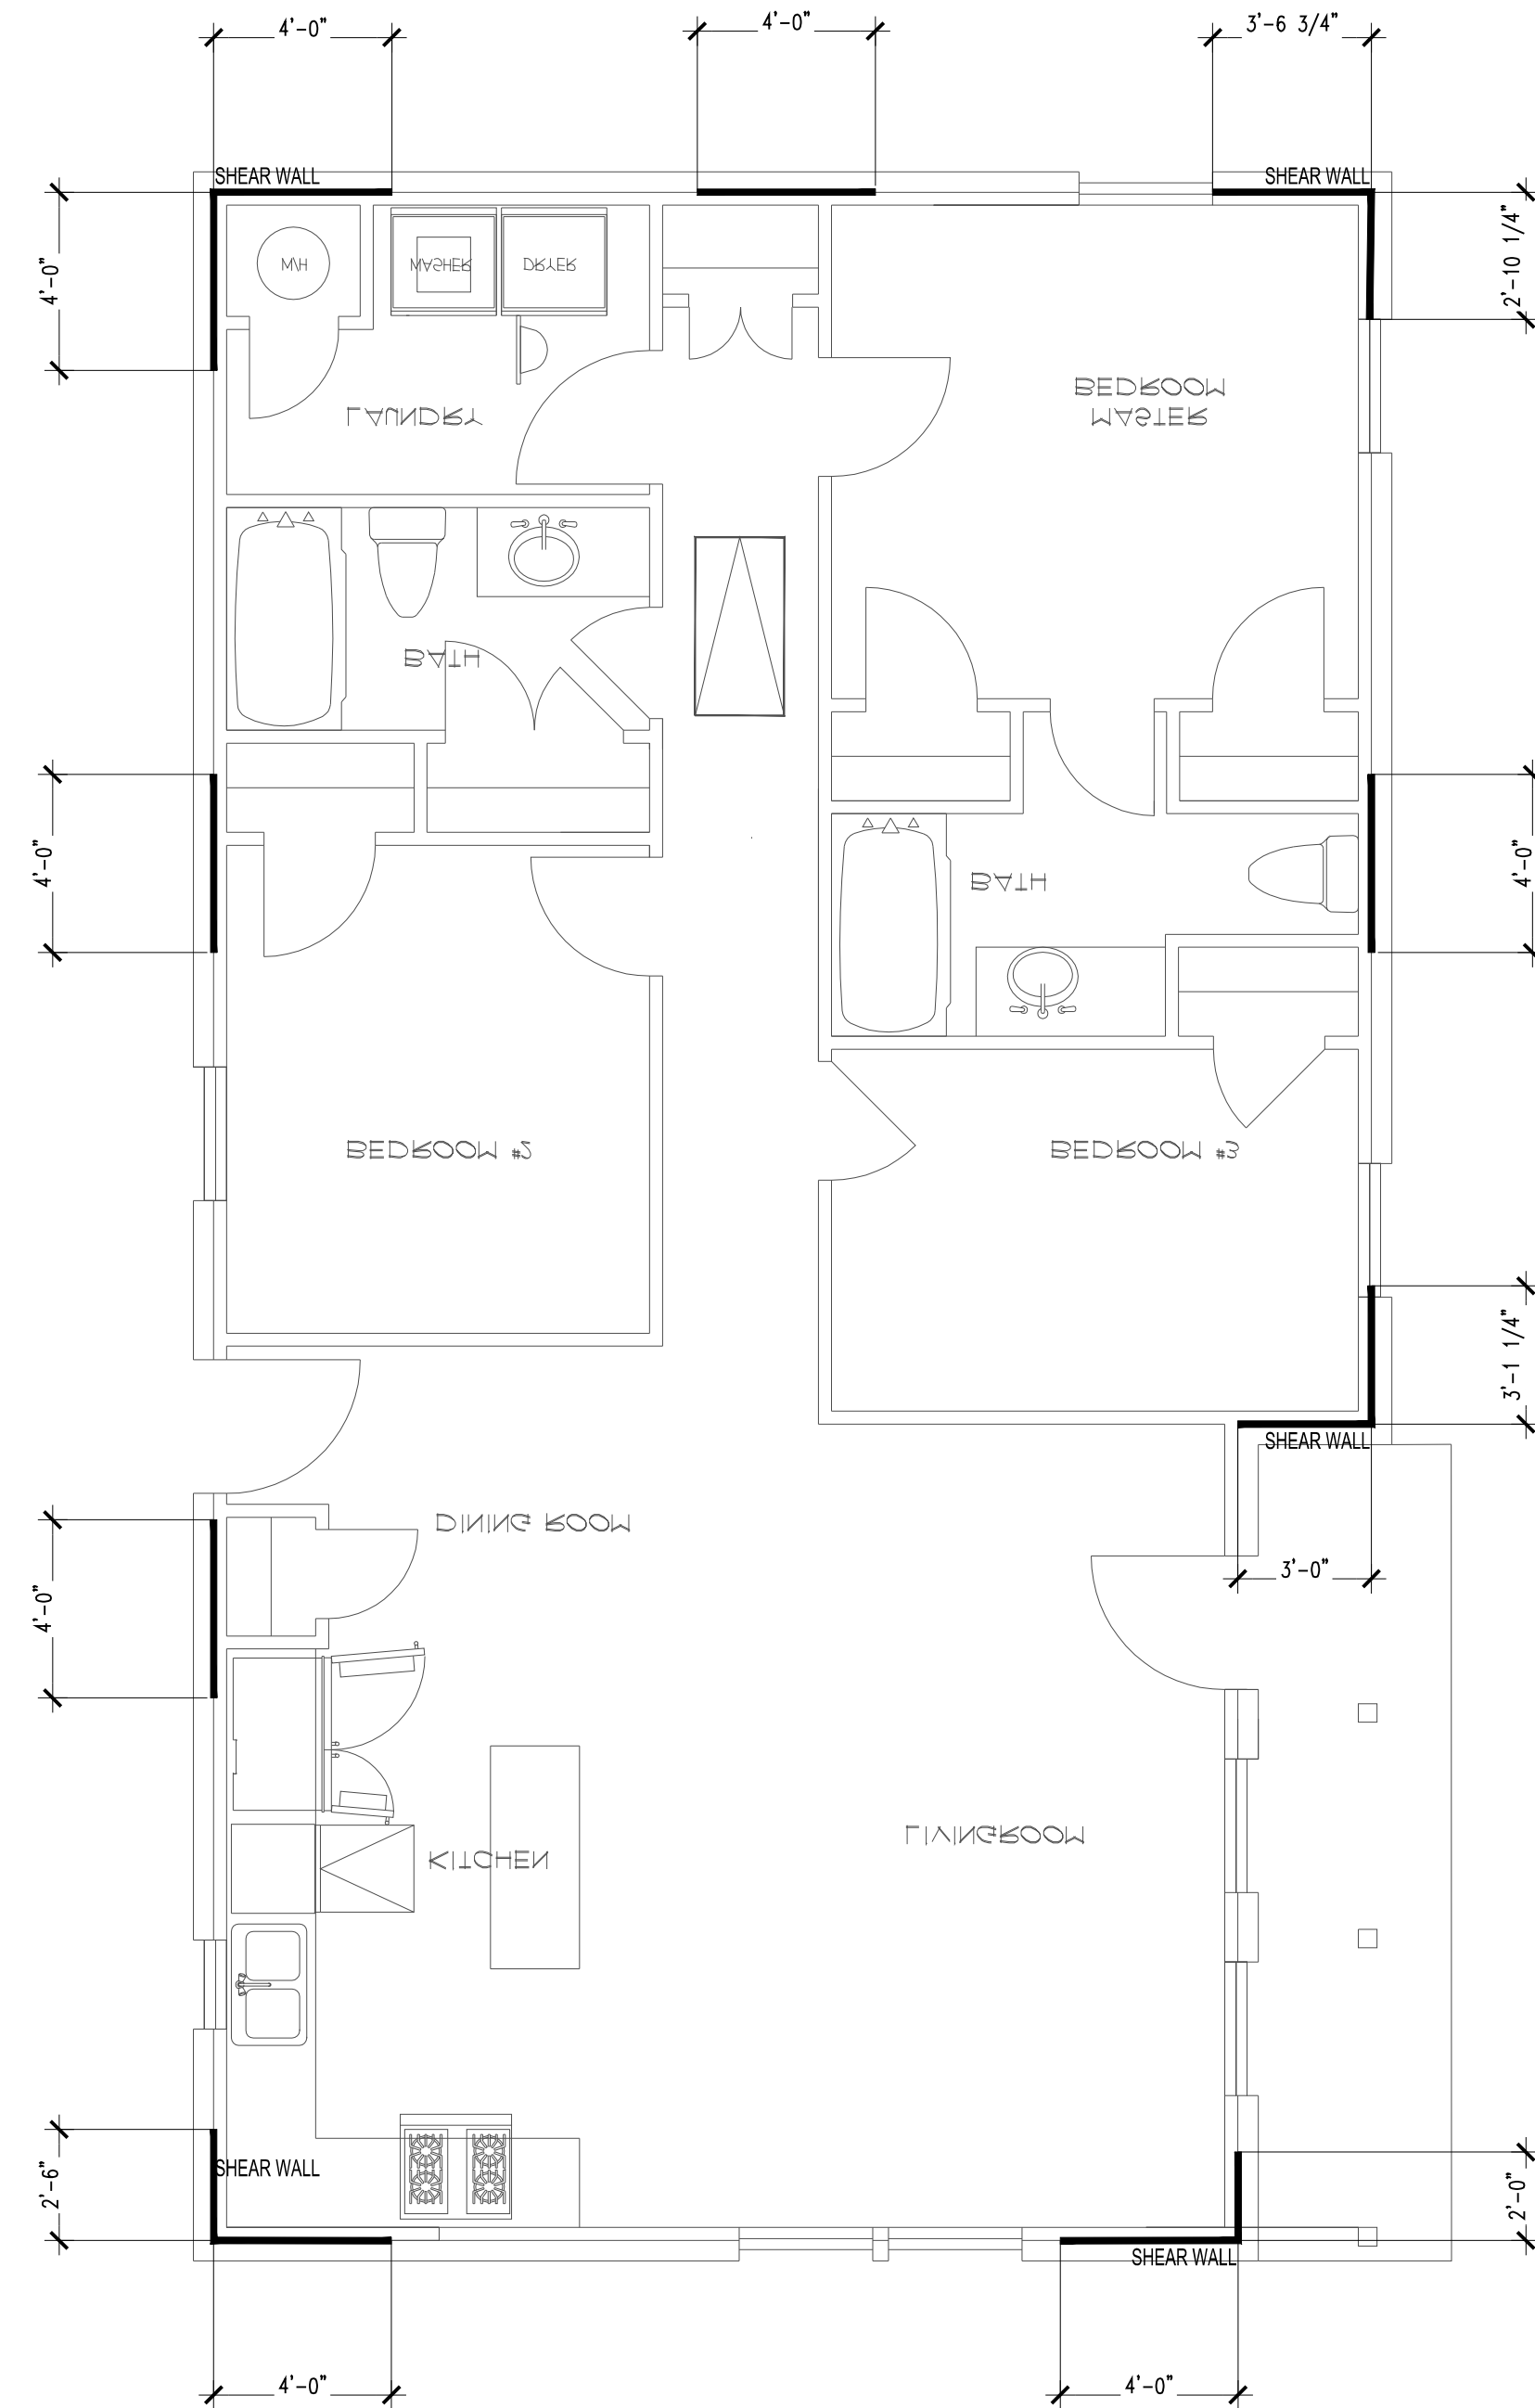 4'-0"
4'-0"
3'-6 3/4"
SHEAR WALL
SHEAR WALL
4'-0"
2'-10 1/4"
W/H
WASHER
DRYER
LAUNDRY
MASTER
BEDROOM
BATH
4'-0"
4'-0"
BATH
BEDROOM #2
BEDROOM #3
3'-1 1/4"
SHEAR WALL
DINING ROOM
3'-0"
4'-0"
LIVINGROOM
KITCHEN
2'-6"
SHEAR WALL
2'-0"
SHEAR WALL
4'-0"
4'-0"